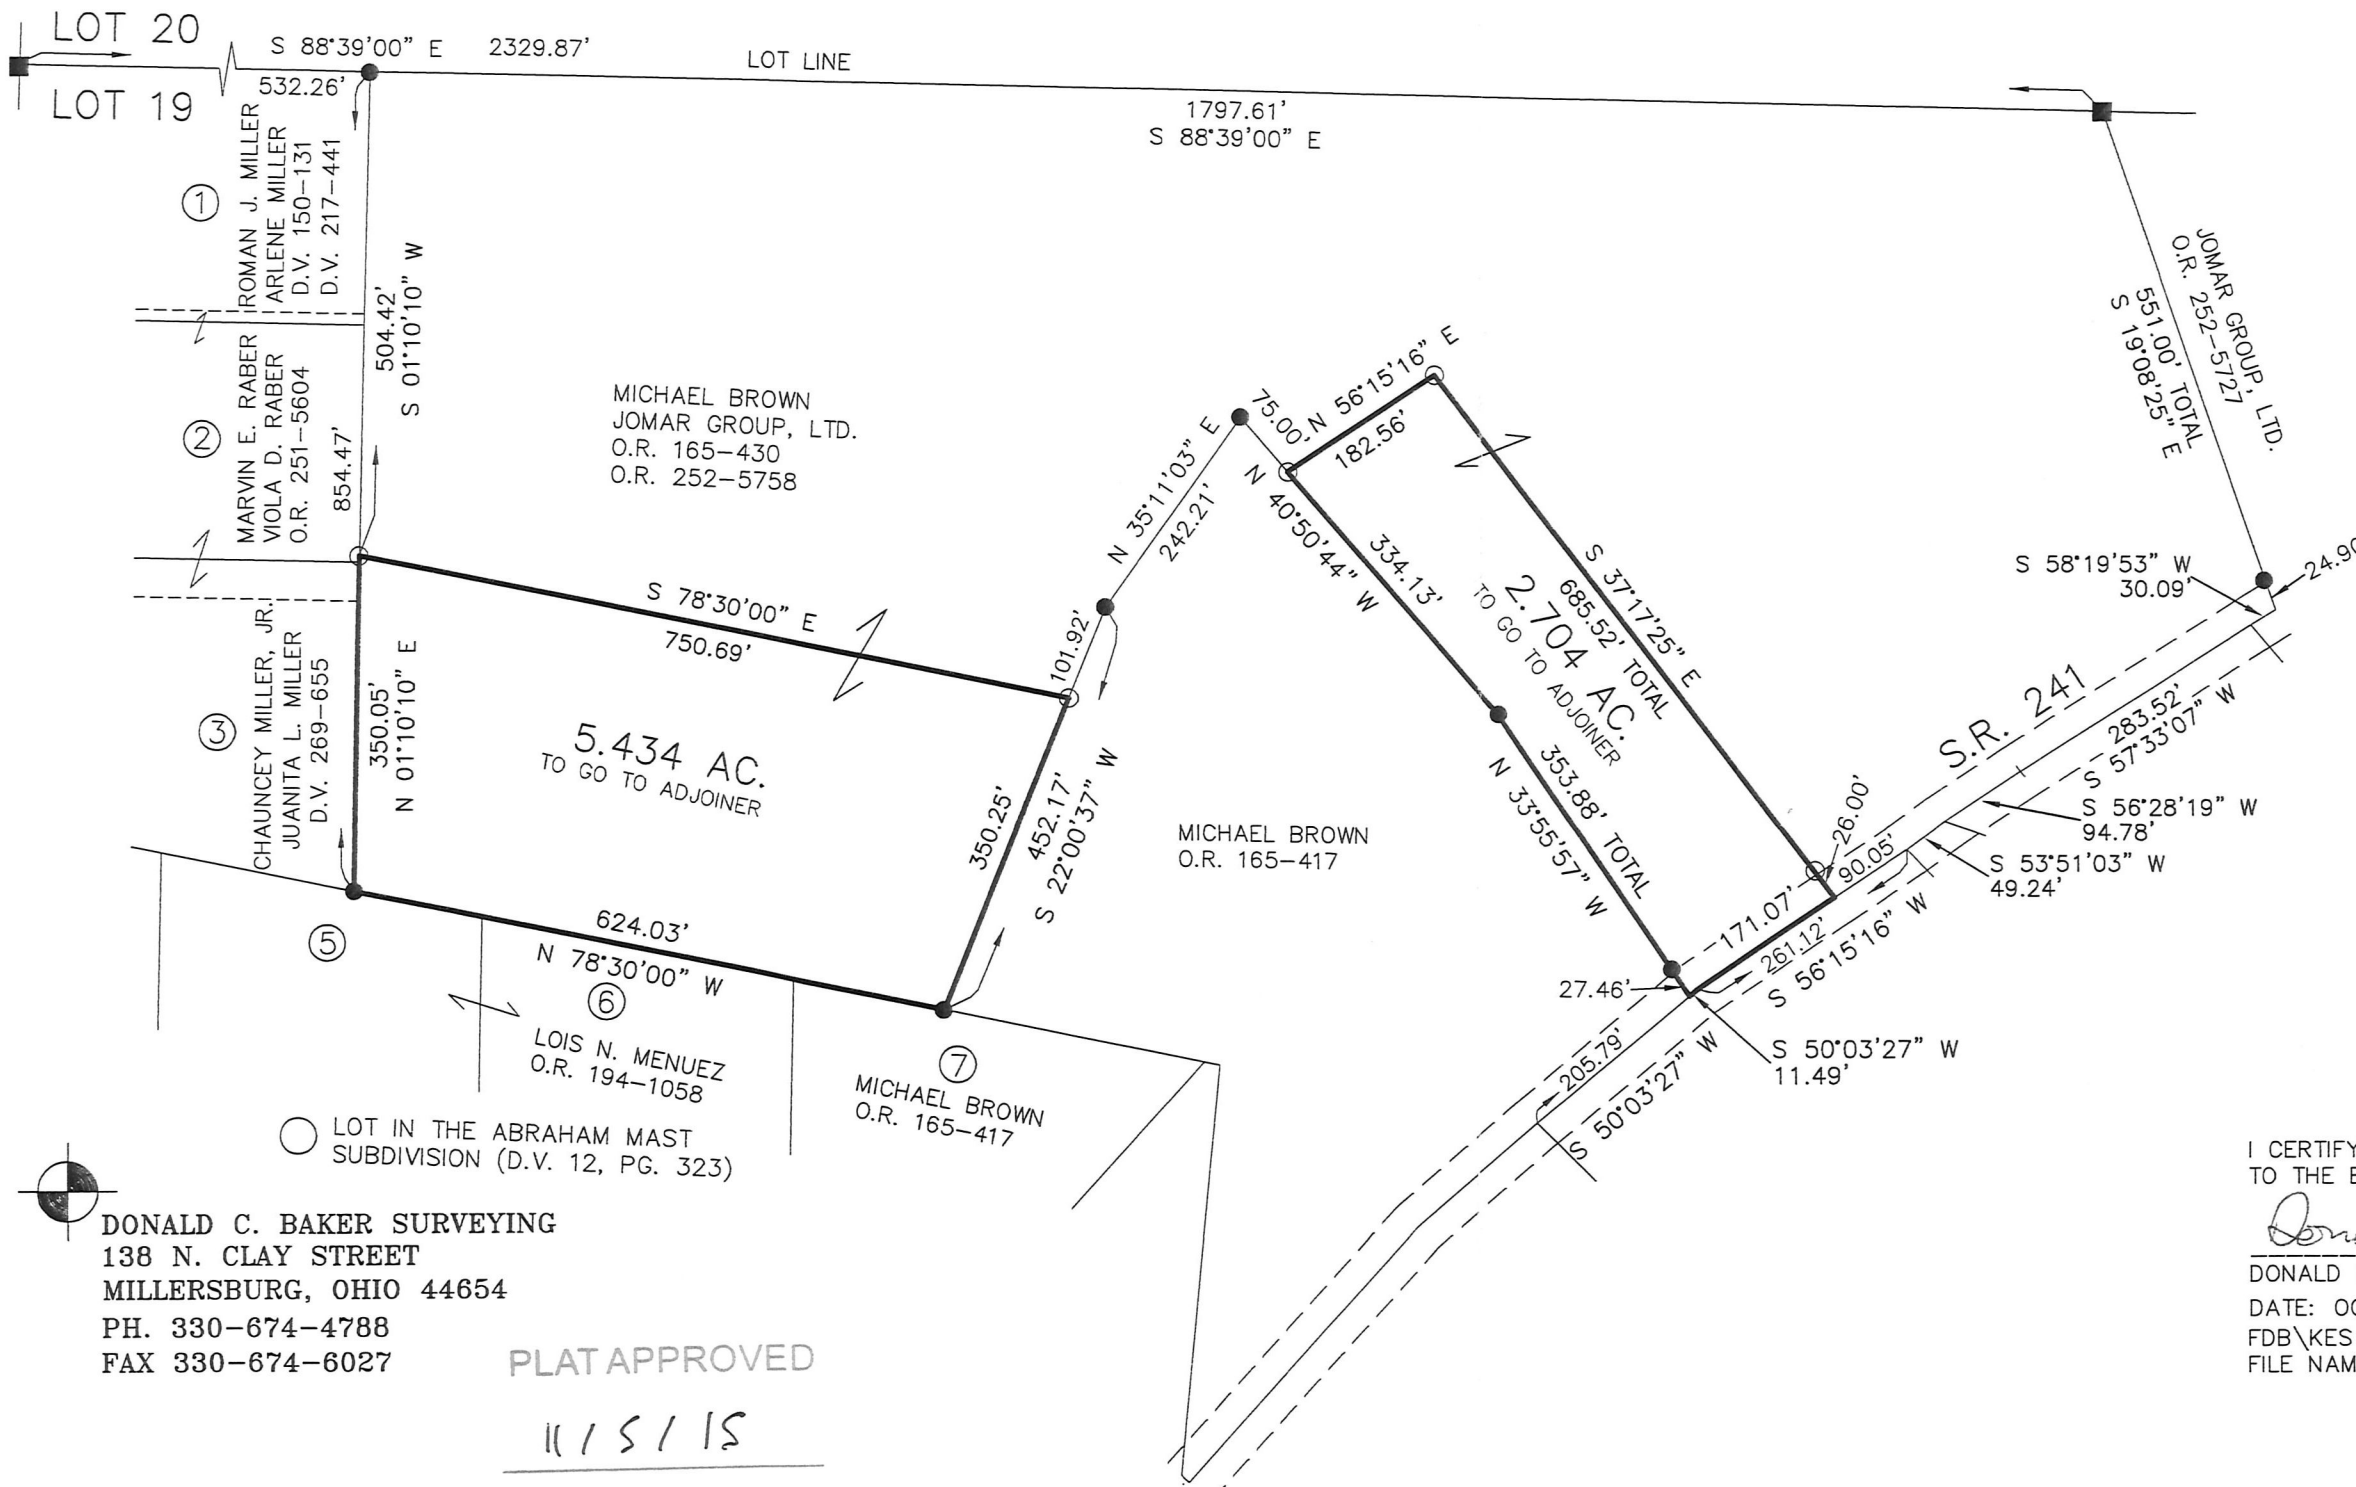 LOT 20
LOT 19
S 88°39'00" E 2329.87'
532.26'
LOT LINE
1797.61'
S 88°39'00" E
①
ROMAN J. MILLER
ARLENE MILLER
D.V. 150-131
D.V. 217-441
504.42'
S 01°10'10" W
②
MARVIN E. RABER
VIOLA D. RABER
O.R. 251-5604
854.47'
③
CHAUNCEY MILLER, JR.
JUANITA L. MILLER
D.V. 269-655
350.05'
N 01°10'10" E
MICHAEL BROWN
JOMAR GROUP, LTD.
O.R. 165-430
O.R. 252-5758
S 78°30'00" E
750.69'
5.434 AC.
TO GO TO ADJOINER
624.03'
N 78°30'00" W
350.25'
452.17'
S 22°00'37" W
101.92'
N 35°11'03" E
242.21'
75.00'
N 40°50'44" W
334.13'
N 56°15'16" E
182.56'
S 37°17'25" E
685.52' TOTAL
2.704 AC.
TO GO TO ADJOINER
353.88' TOTAL
N 33°55'57" W
JOMAR GROUP, LTD.
O.R. 252-5727
551.00' TOTAL
S 19°08'25" E
S 58°19'53" W
30.09'
24.90
S.R. 241
283.52'
S 57°33'07" W
S 56°28'19" W
94.78'
S 53°51'03" W
49.24'
26.00'
90.05'
171.07'
261.12'
S 56°15'16" W
27.46'
S 50°03'27" W
11.49'
205.79'
S 50°03'27" W
MICHAEL BROWN
O.R. 165-417
⑤
⑥
LOIS N. MENUEZ
O.R. 194-1058
⑦
MICHAEL BROWN
O.R. 165-417
LOT IN THE ABRAHAM MAST
SUBDIVISION (D.V. 12, PG. 323)
DONALD C. BAKER SURVEYING
138 N. CLAY STREET
MILLERSBURG, OHIO 44654
PH. 330-674-4788
FAX 330-674-6027
PLAT APPROVED
11/5/15
I CERTIFY
TO THE
DONALD
DATE:
FDB\KES
FILE